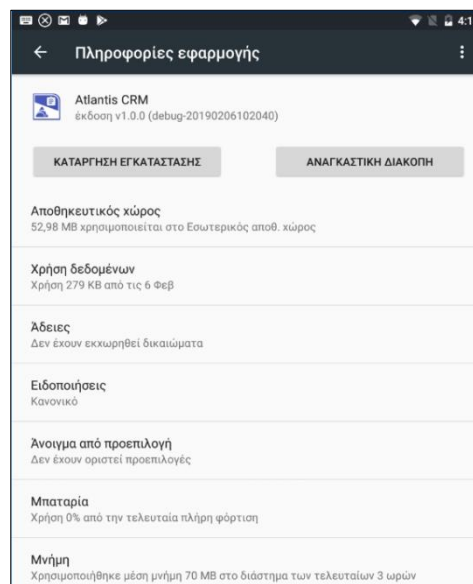 4:1
Πληροφορίες εφαρμογής
Atlantis CRM
έκδοση v1.0.0 (debug-20190206102040)
ΚΑΤΑΡΓΗΣΗ ΕΓΚΑΤΑΣΤΑΣΗΣ
ΑΝΑΓΚΑΣΤΙΚΗ ΔΙΑΚΟΠΗ
Αποθηκευτικός χώρος
52,98 MB χρησιμοποιείται στο Εσωτερικός αποθ. χώρος
Χρήση δεδομένων
Χρήση 279 KB από τις 6 Φεβ
Άδειες
Δεν έχουν εκχωρηθεί δικαιώματα
Ειδοποιήσεις
Κανονικό
Άνοιγμα από προεπιλογή
Δεν έχουν οριστεί προεπιλογές
Μπαταρία
Χρήση 0% από την τελευταία πλήρη φόρτιση
Μνήμη
Χρησιμοποιήθηκε μέση μνήμη 70 MB στο διάστημα των τελευταίων 3 ωρών